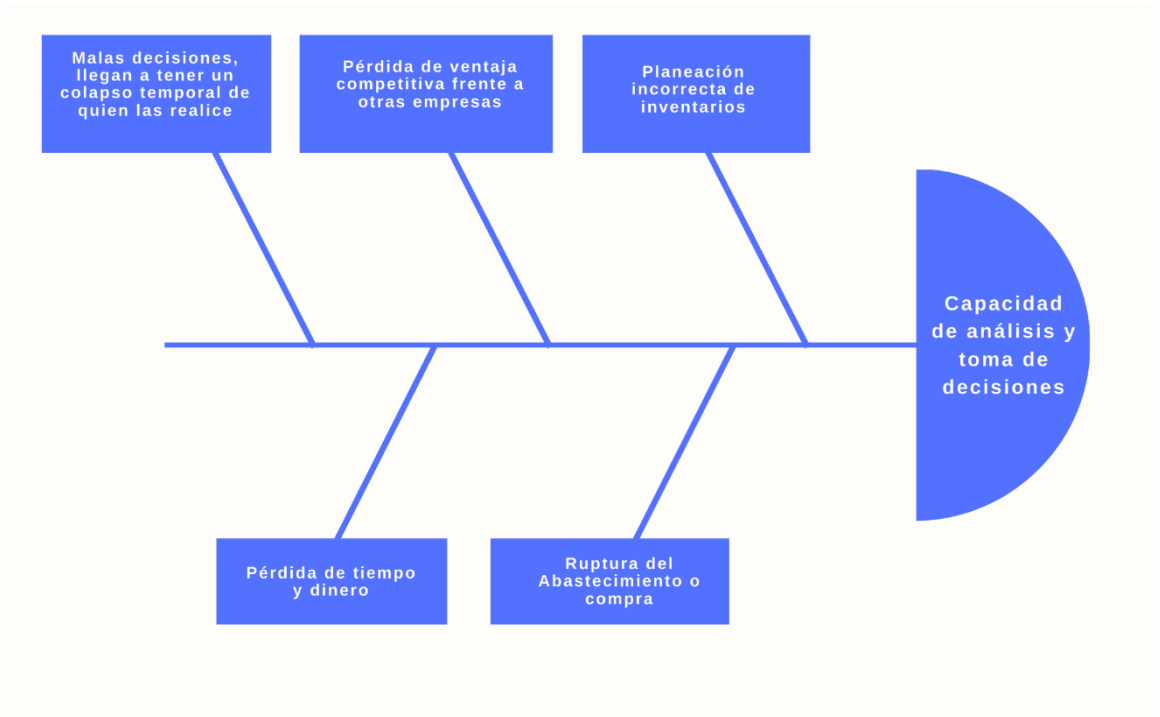 Malas decisiones,
llegan a tener un
colapso temporal de
quien las realice
Pérdida de ventaja
competitiva frente a
otras empresas
Planeación
incorrecta de
inventarios
Capacidad
de análisis y
toma de
decisiones
Pérdida de tiempo
y dinero
Ruptura del
Abastecimiento o
compra